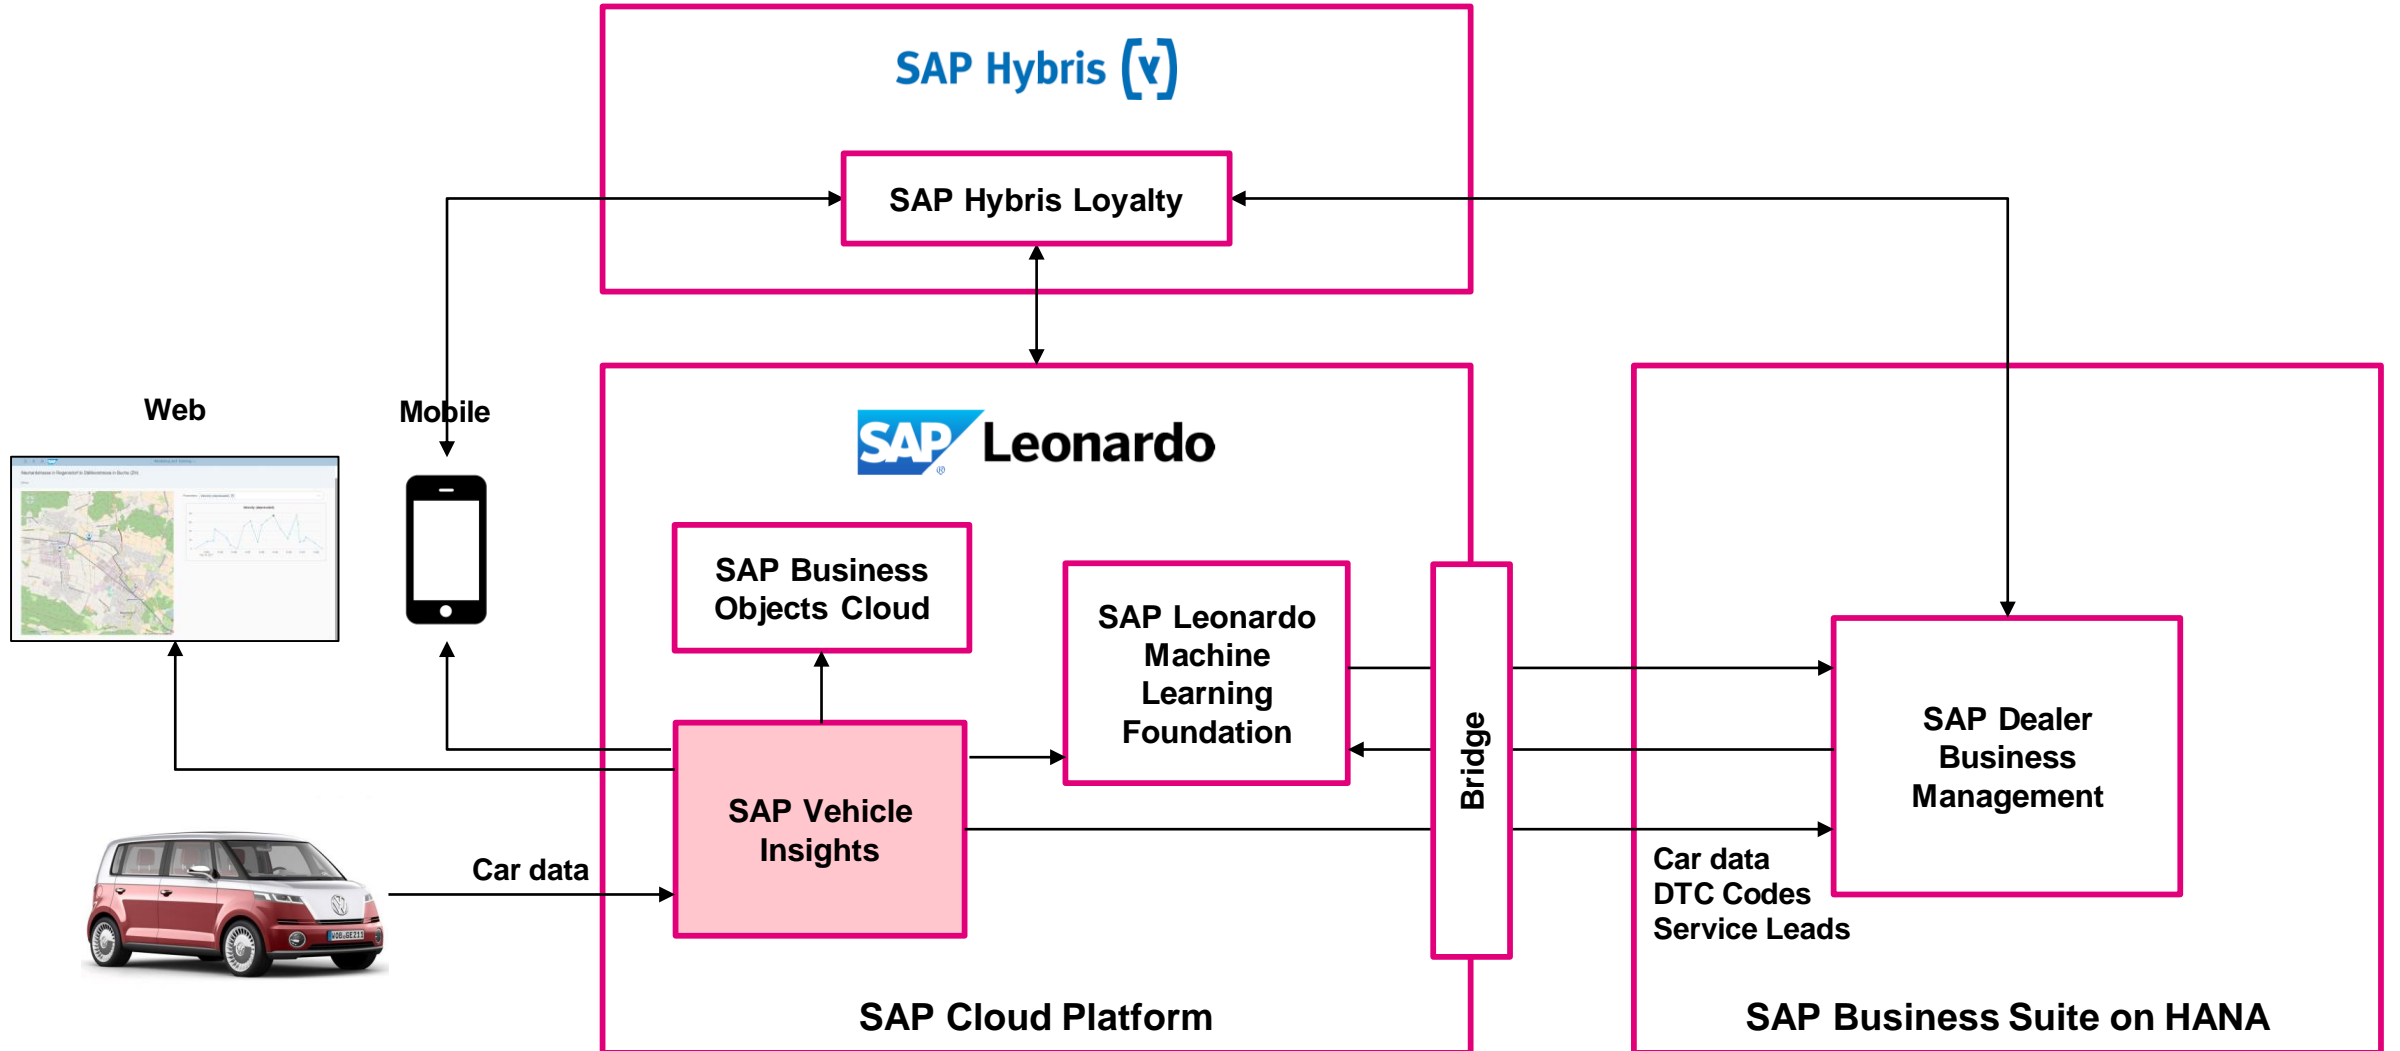 SAP Hybris (Y)
SAP Hybris Loyalty
Web
Mobile
SAP Leonardo
®
SAP Business
Objects Cloud
SAP Leonardo
Machine
Learning
Foundation
Bridge
SAP Dealer
Business
Management
SAP Vehicle
Insights
Car data
Car data
DTC Codes
Service Leads
WOB GE211
SAP Cloud Platform
SAP Business Suite on HANA